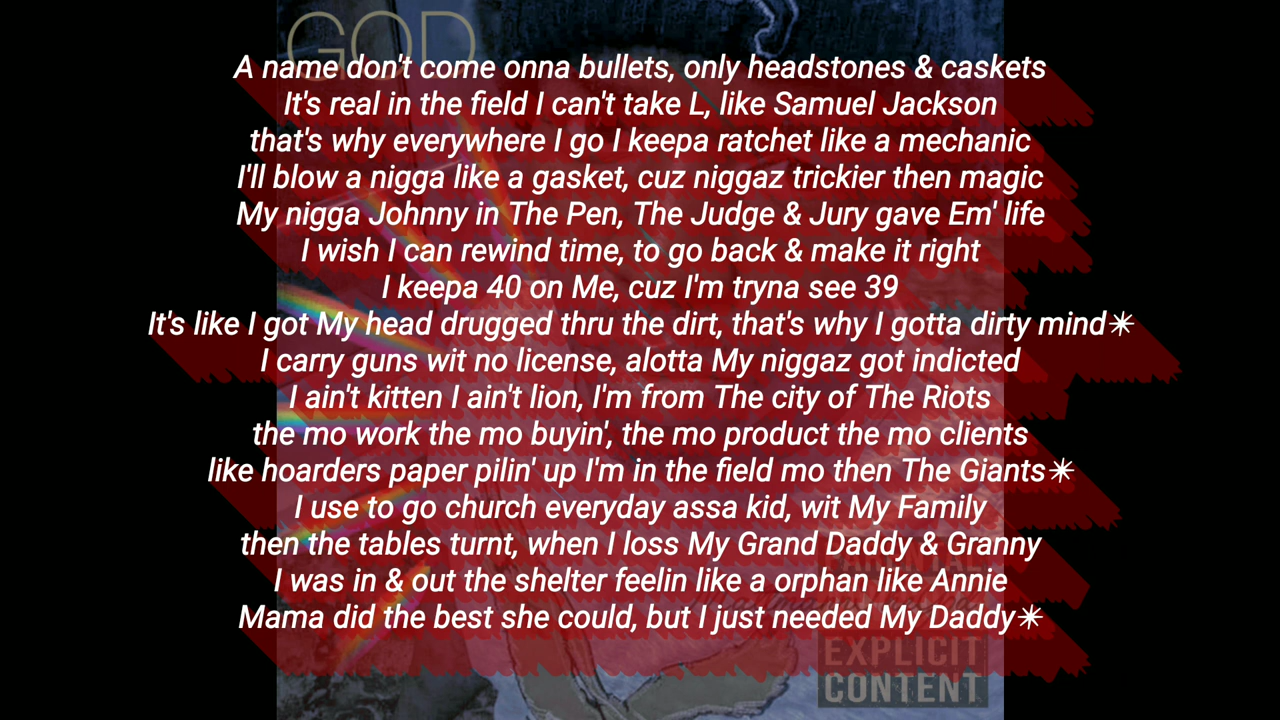 GOD
A name don't come onna bullets, only headstones & caskets
It's real in the field I can't take L, like Samuel Jackson
that's why everywhere I go I keepa ratchet like a mechanic
I'll blow a nigga like a gasket, cuz niggaz trickier then magic
My nigga Johnny in The Pen, The Judge & Jury gave Em' life
I wish I can rewind time, to go back & make it right
I keepa 40 on Me, cuz I'm tryna see 39
It's like I got My head drugged thru the dirt, that's why I gotta dirty mind✴
I carry guns wit no license, alotta My niggaz got indicted
I ain't kitten I ain't lion, I'm from The city of The Riots
the mo work the mo buyin', the mo product the mo clients
like hoarders paper pilin' up I'm in the field mo then The Giants✴
I use to go church everyday assa kid, wit My Family
then the tables turnt, when I loss My Grand Daddy & Granny
I was in & out the shelter feelin like a orphan like Annie
Mama did the best she could, but I just needed My Daddy✴
PARENTAL
EXPLICIT
CONTENT